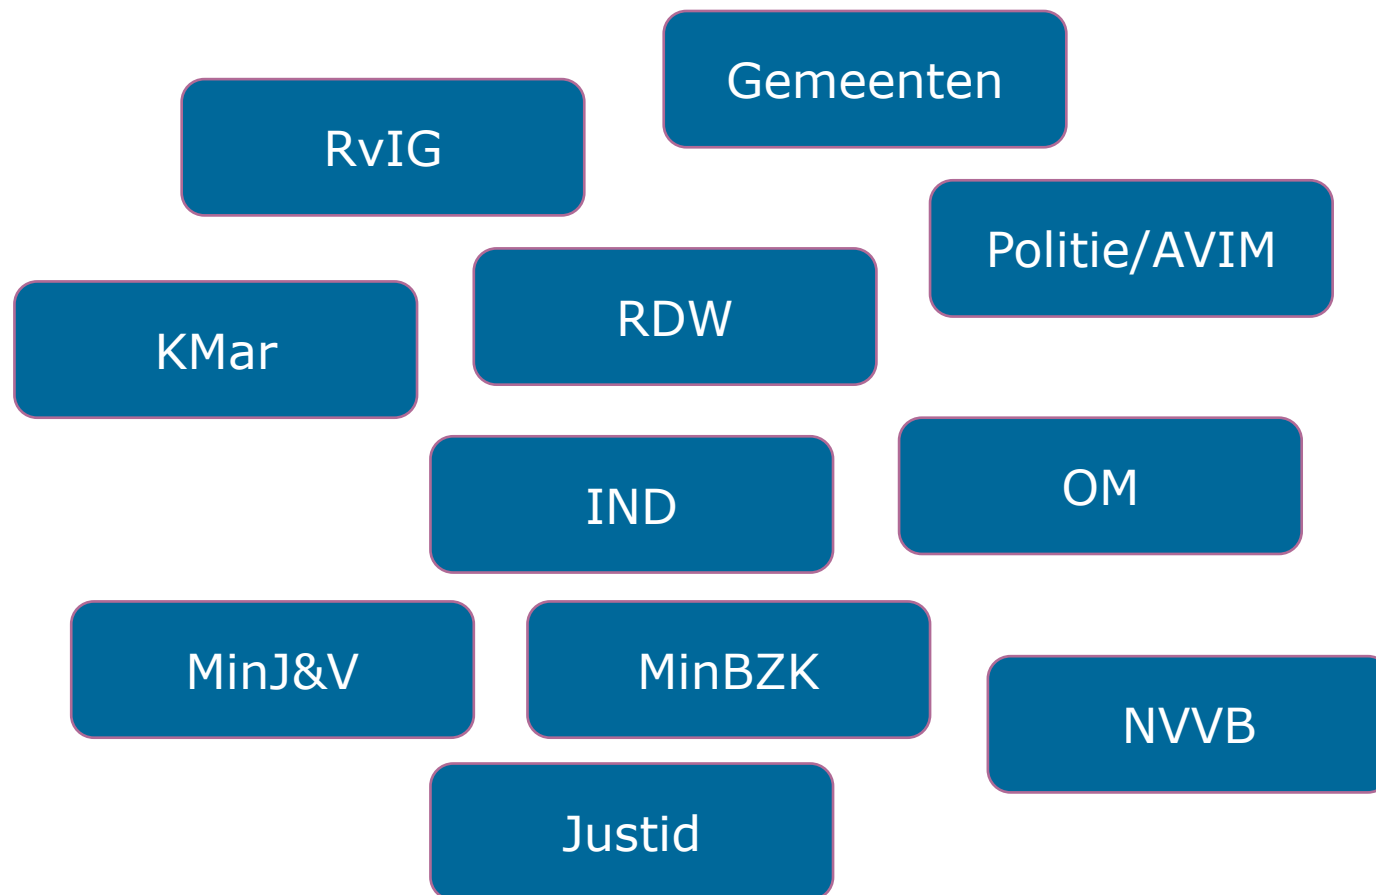 Gemeenten
RvIG
Politie/AVIM
RDW
KMar
OM
IND
MinJ&V
MinBZK
NVVB
Justid